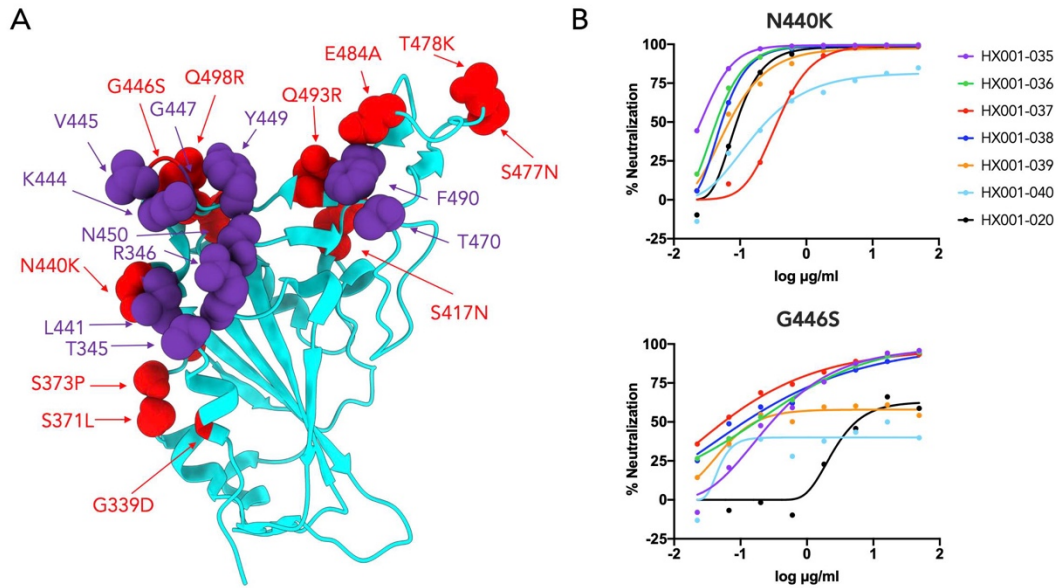 A
T478K
E484A
G446S
Q498R
Q493R
G447
Y449
V445
K444
S477N
F490
N450
T470
R346
N440K
S417N
L441
T345
S373P
S371L
G339D
B
N440K
100
75
50
25
0
-25
% Neutralization
-2
-1
0
1
2
log µg/ml
HX001-035
HX001-036
HX001-037
HX001-038
HX001-039
HX001-040
HX001-020
G446S
100
75
50
25
0
-25
% Neutralization
-2
-1
0
1
2
log µg/ml